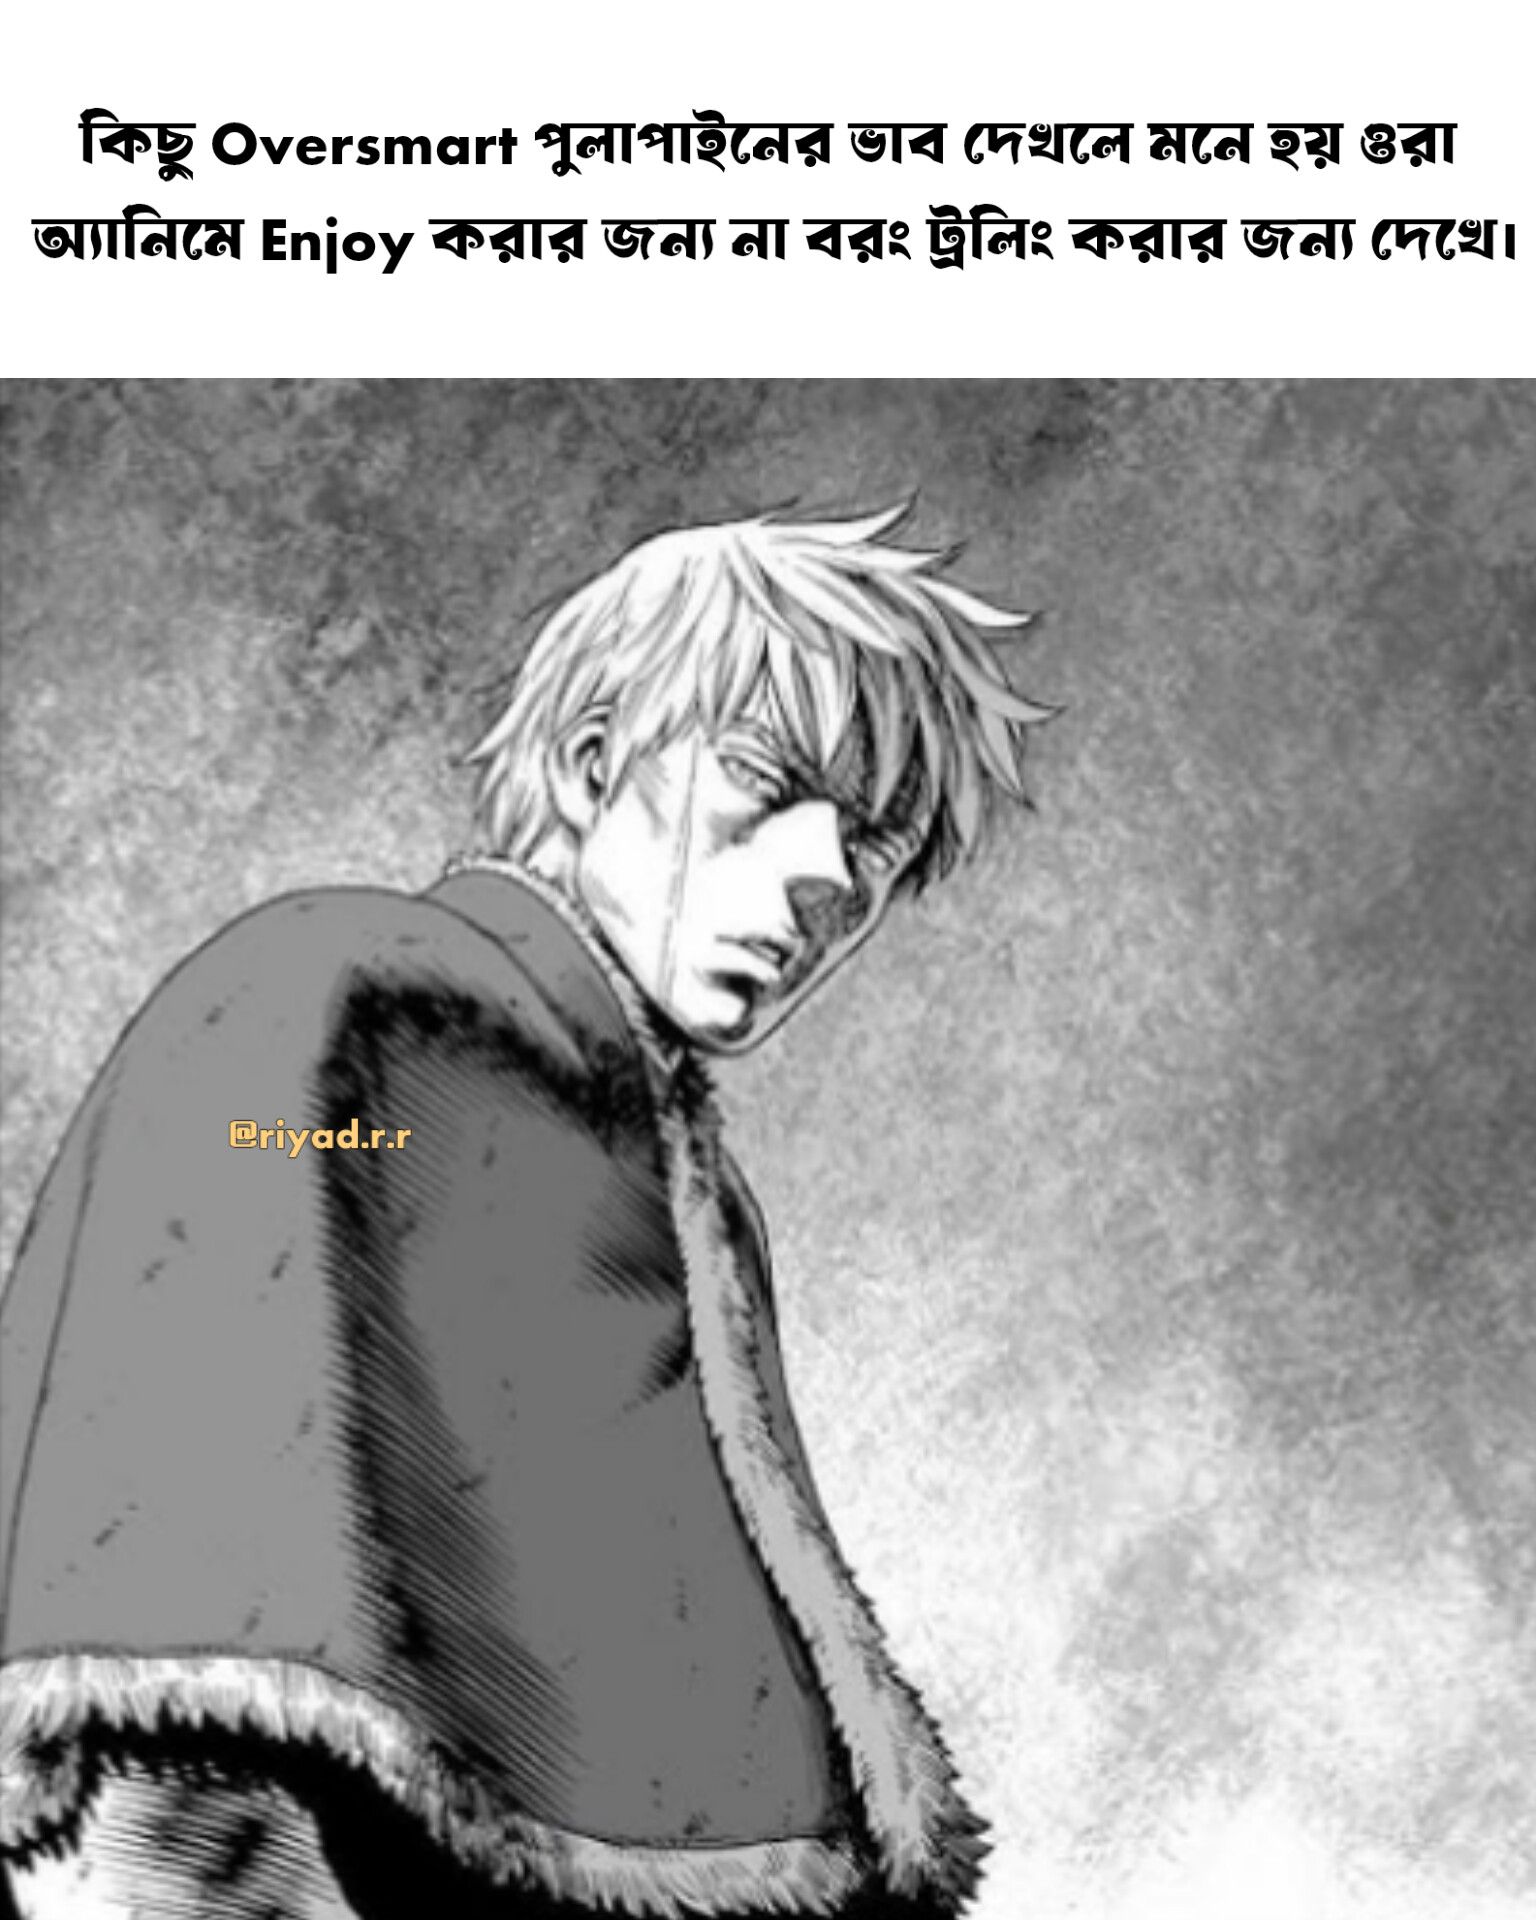 কিছু Oversmart পুলাপাইনের ভাব দেখলে মনে হয় ওরা
অ্যানিমে Enjoy করার জন্য না বরং ট্রলিং করার জন্য দেখে।
@riyad.r.r